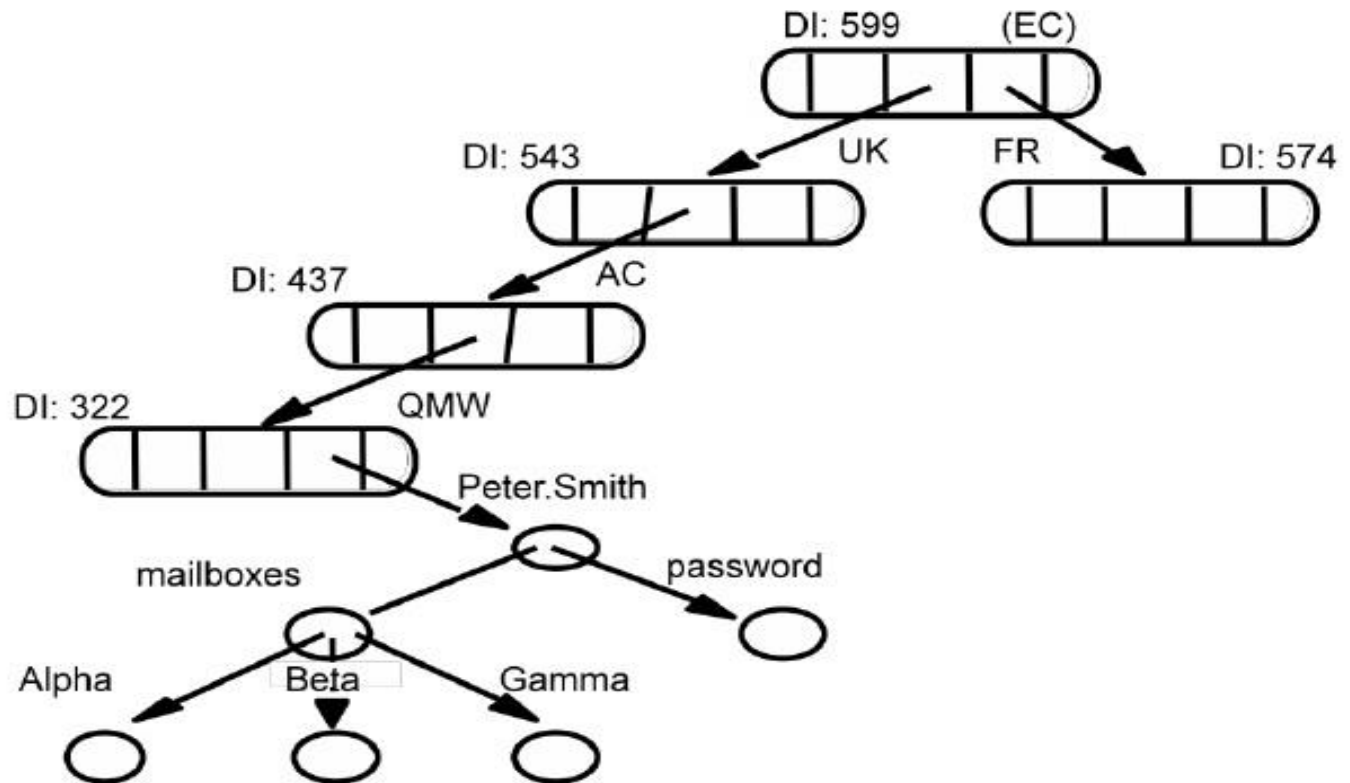 DI: 599 (EC)
DI: 543 UK FR DI: 574
DI: 437 AC
DI: 322 QMW
Peter.Smith
mailboxes password
Alpha Beta Gamma